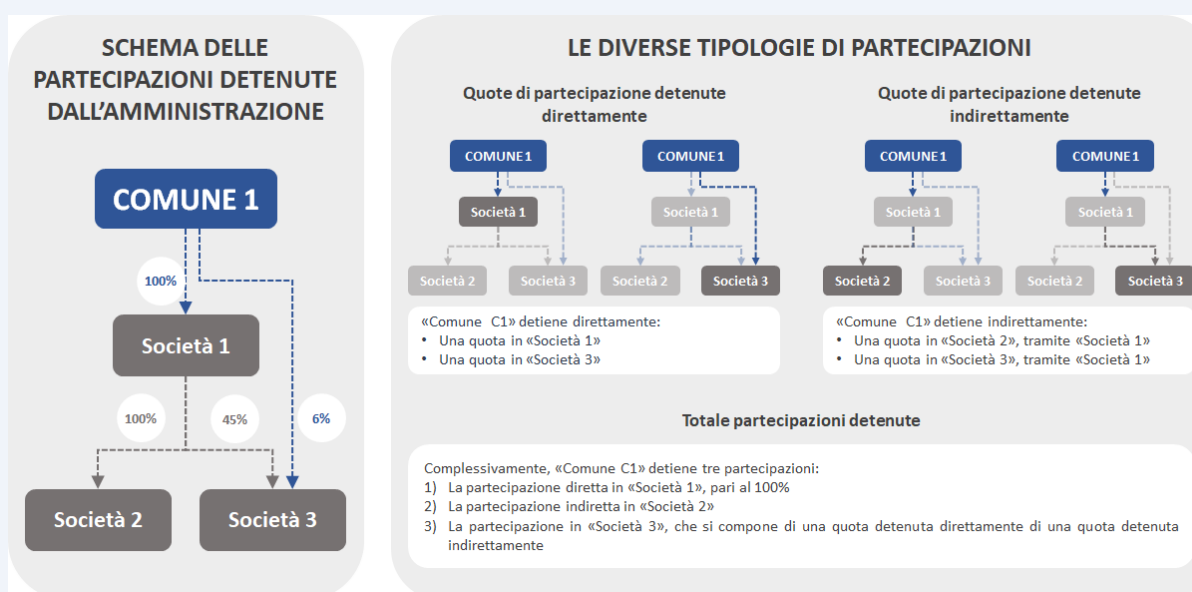 SCHEMA DELLE
PARTECIPAZIONI DETENUTE
DALL'AMMINISTRAZIONE
COMUNE 1
100%
Società 1
100%
45%
6%
Società 2
Società 3
LE DIVERSE TIPOLOGIE DI PARTECIPAZIONI
Quote di partecipazione detenute
direttamente
COMUNE 1
Società 1
Società 2
Società 3
COMUNE 1
Società 1
Società 2
Società 3
«Comune C1» detiene direttamente:
• Una quota in «Società 1»
• Una quota in «Società 3»
Quote di partecipazione detenute
indirettamente
COMUNE 1
Società 1
Società 2
Società 3
COMUNE 1
Società 1
Società 2
Società 3
«Comune C1» detiene indirettamente:
• Una quota in «Società 2», tramite «Società 1»
• Una quota in «Società 3», tramite «Società 1»
Totale partecipazioni detenute
Complessivamente, «Comune C1» detiene tre partecipazioni:
1) La partecipazione diretta in «Società 1», pari al 100%
2) La partecipazione indiretta in «Società 2»
3) La partecipazione in «Società 3», che si compone di una quota detenuta direttamente di una quota detenuta
indirettamente